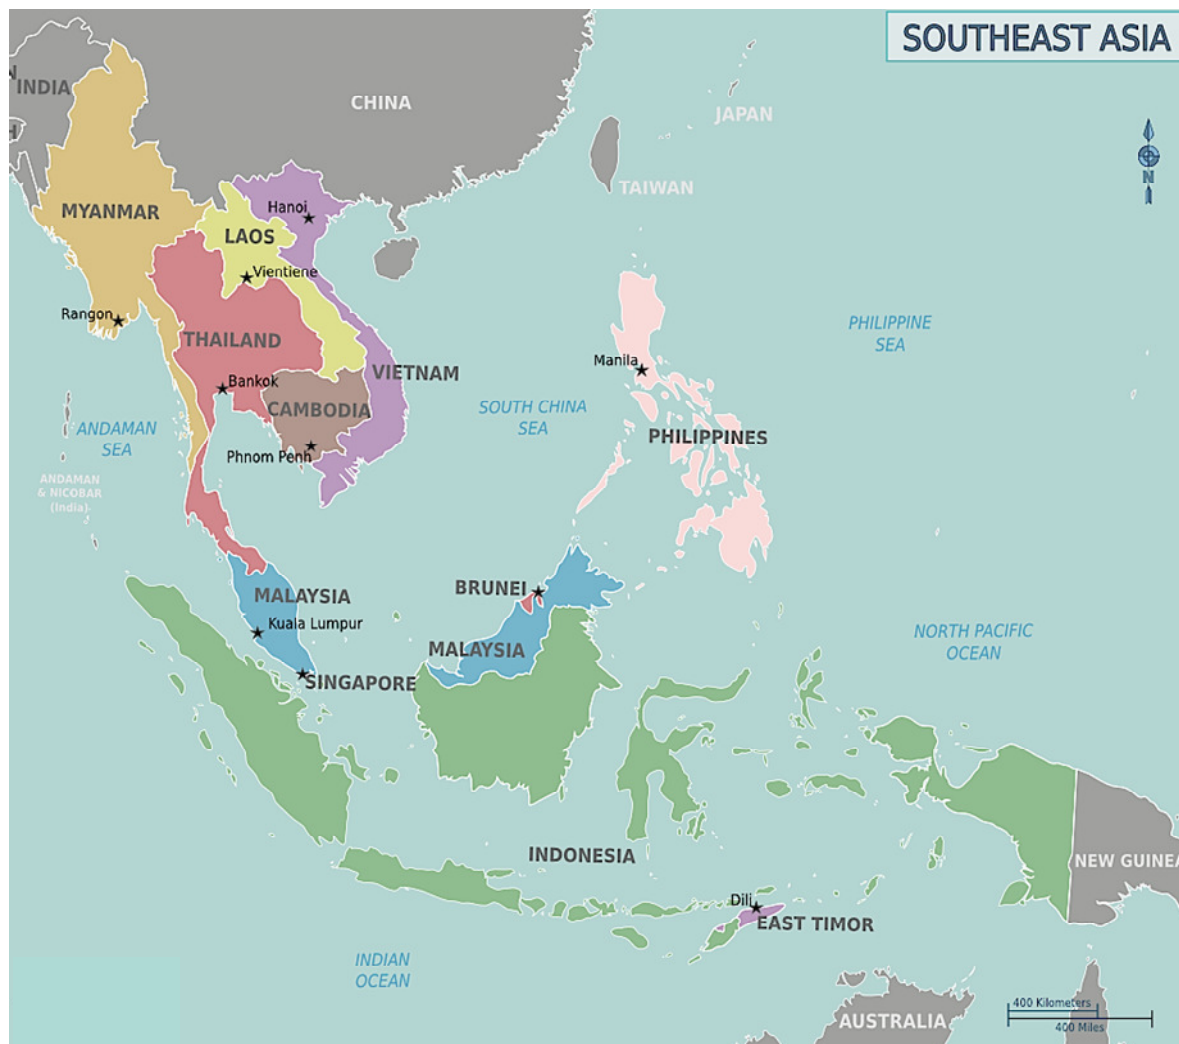 SOUTHEAST ASIA
INDIA
CHINA
JAPAN
TAIWAN
N
MYANMAR
Hanoi
LAOS
Vientiene
Rangon
THAILAND
PHILIPPINE
SEA
Manila
VIETNAM
Bankok
CAMBODIA
SOUTH CHINA
SEA
ANDAMAN
SEA
PHILIPPINES
Phnom Penh
ANDAMAN
& NICOBAR
(India)
BRUNEI
MALAYSIA
Kuala Lumpur
NORTH PACIFIC
OCEAN
MALAYSIA
SINGAPORE
INDONESIA
NEW GUINEA
Dili
EAST TIMOR
INDIAN
OCEAN
400 Kilometers
400 Miles
AUSTRALIA